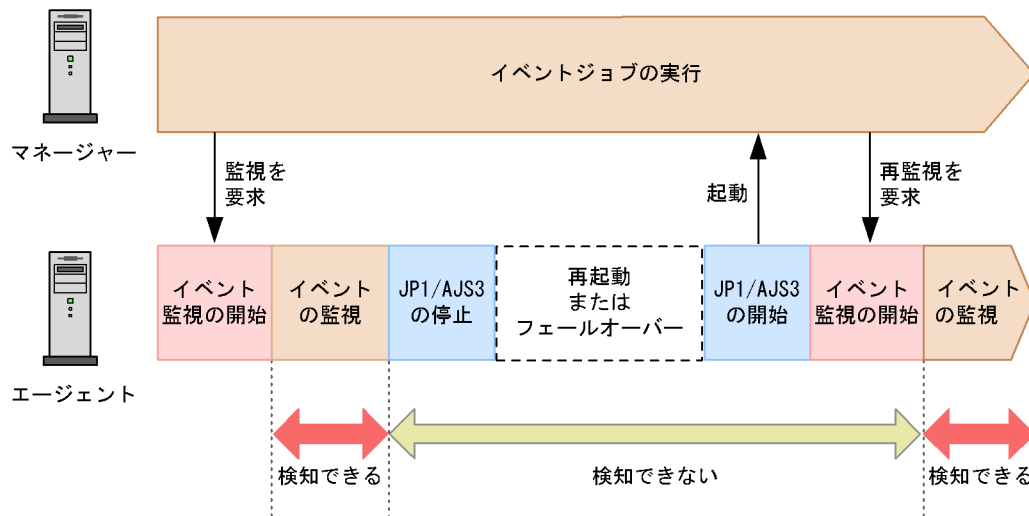 イベントジョブの実行
マネージャー
監視を
要求
起動
再監視を
要求
イベント
監視の開始
イベント
の監視
JP1/AJS3
の停止
再起動
または
フェールオーバー
JP1/AJS3
の開始
イベント
監視の開始
イベント
の監視
エージェント
検知できる
検知できない
検知できる